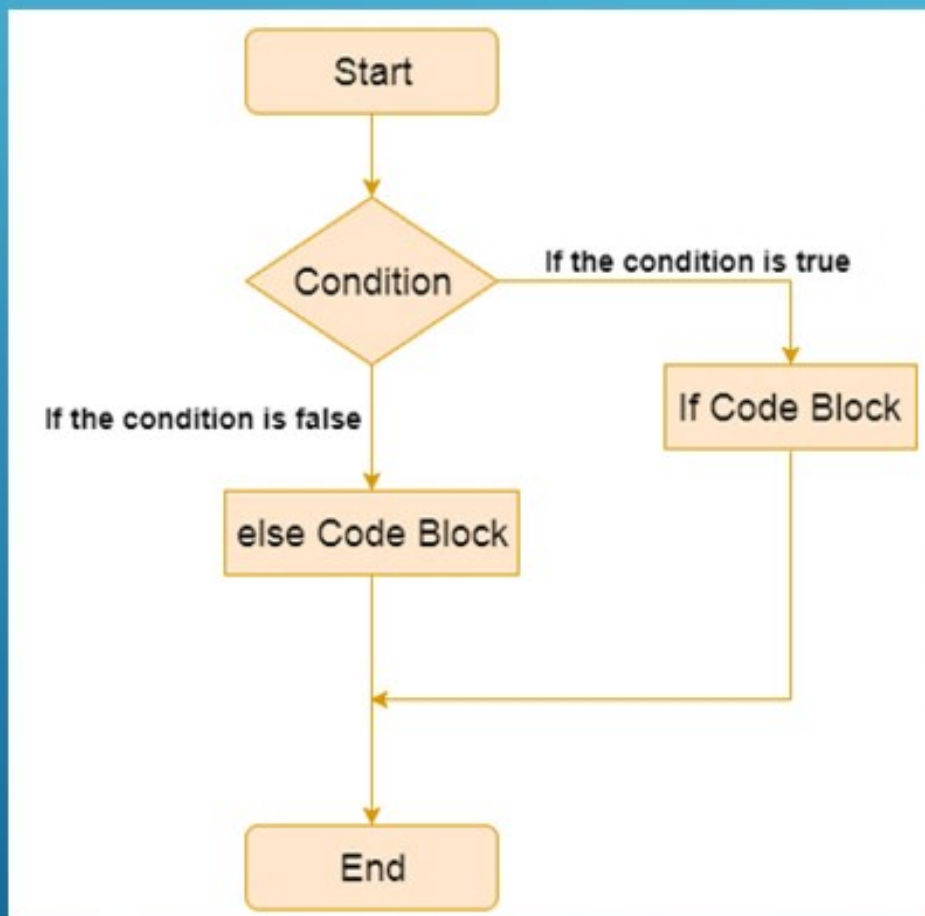 Start
Condition
If the condition is true
If Code Block
If the condition is false
else Code Block
End